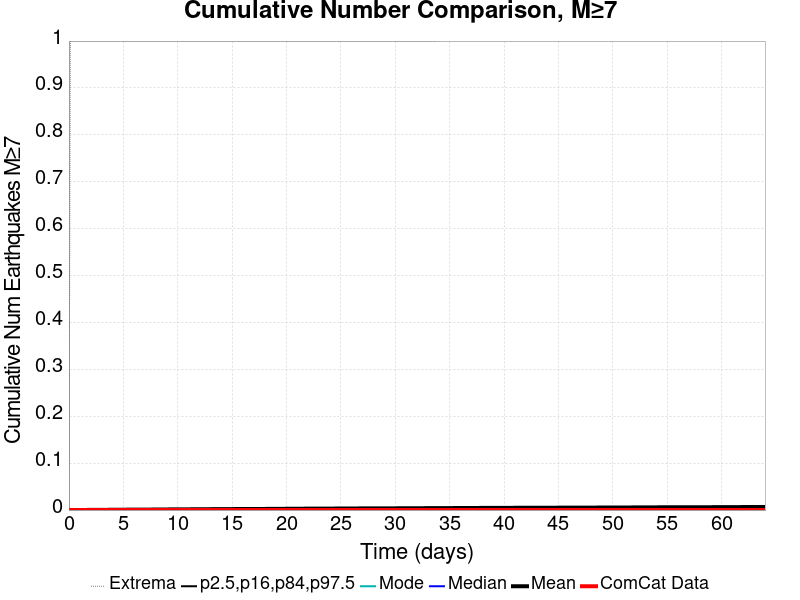 Cumulative Number Comparison, M≥7
Cumulative Num Earthquakes M≥7
1
0.9
0.8
0.7
0.6
0.5
0.4
0.3
0.2
0.1
0
0 5 10 15 20 25 30 35 40 45 50 55 60
Time (days)
Extrema p2.5,p16,p84,p97.5 Mode Median Mean ComCat Data